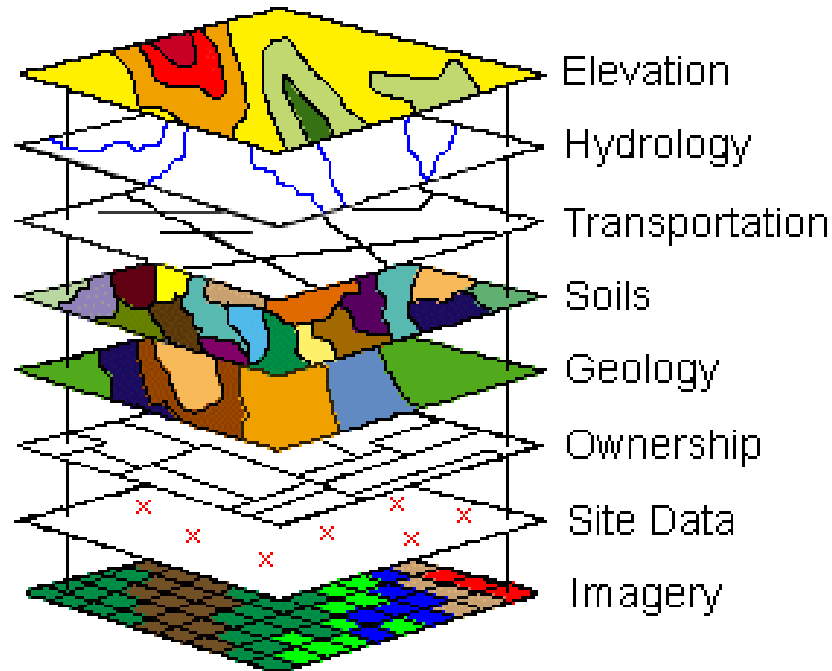 Elevation
Hydrology
Transportation
Soils
Geology
Ownership
Site Data
Imagery